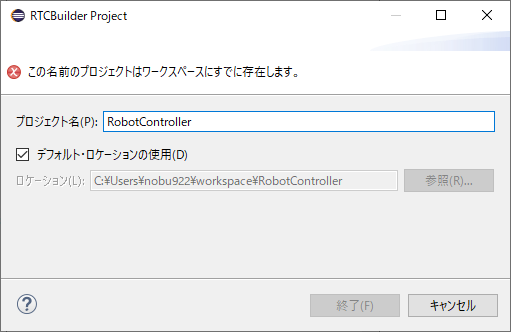 RTCBuilder Project
この名前のプロジェクトはワークスペースにすでに存在します。
プロジェクト名(P): RobotController
デフォルト・ロケーションの使用(D)
ロケーション(L): C:¥Users¥nobu922¥workspace¥RobotController 参照(R)...
? 終了(F) キャンセル